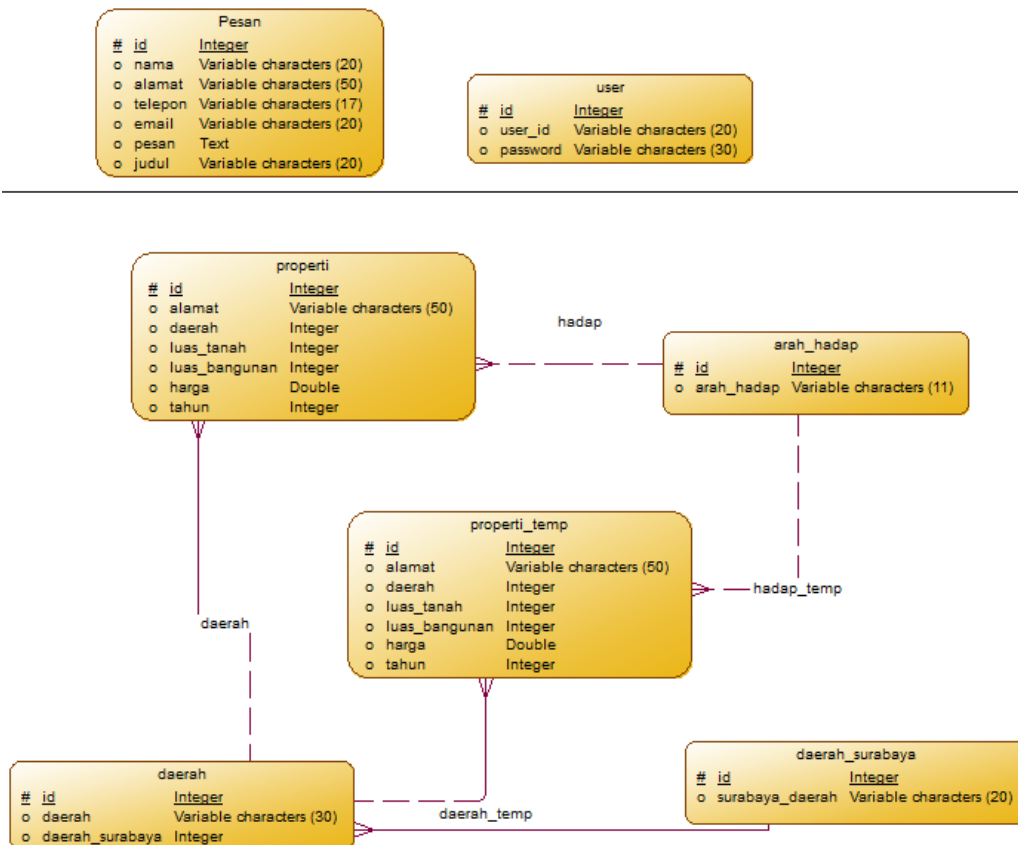 Pesan
# id Integer
o nama Variable characters (20)
o alamat Variable characters (50)
o telepon Variable characters (17)
o email Variable characters (20)
o pesan Text
o judul Variable characters (20)
user
# id Integer
o user_id Variable characters (20)
o password Variable characters (30)
properti
# id Integer
o alamat Variable characters (50)
o daerah Integer
o luas_tanah Integer
o luas_bangunan Integer
o harga Double
o tahun Integer
hadap
arah_hadap
# id Integer
o arah_hadap Variable characters (11)
properti_temp
# id Integer
o alamat Variable characters (50)
o daerah Integer
o luas_tanah Integer
o luas_bangunan Integer
o harga Double
o tahun Integer
hadap_temp
daerah
daerah
# id Integer
o daerah Variable characters (30)
o daerah_surabaya Integer
daerah_temp
daerah_surabaya
# id Integer
o surabaya_daerah Variable characters (20)